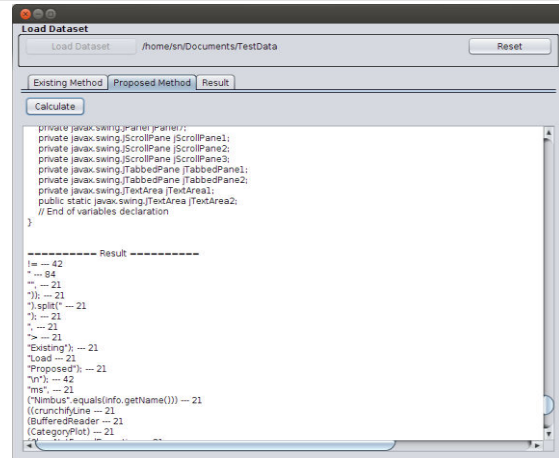 Load Dataset
Load Dataset /home/sn/Documents/TestData Reset
Existing Method Proposed Method Result
Calculate
private javax.swing.JPanel jPanel7;
private javax.swing.JScrollPane jScrollPane1;
private javax.swing.JScrollPane jScrollPane2;
private javax.swing.JScrollPane jScrollPane3;
private javax.swing.JTabbedPane jTabbedPane1;
private javax.swing.JTabbedPane jTabbedPane2;
private javax.swing.JTextArea jTextArea1;
public static javax.swing.JTextArea jTextArea2;
// End of variables declaration
}
========== Result ==========
!= --- 42
" --- 84
"", --- 21
")); --- 21
").split(" --- 21
"); --- 21
", --- 21
"> --- 21
"Existing"); --- 21
"Load --- 21
"Proposed"); --- 21
"\n"); --- 42
"ms", --- 21
("Nimbus".equals(info.getName())) --- 21
((crunchifyLine --- 21
(BufferedReader --- 21
(CategoryPlot) --- 21